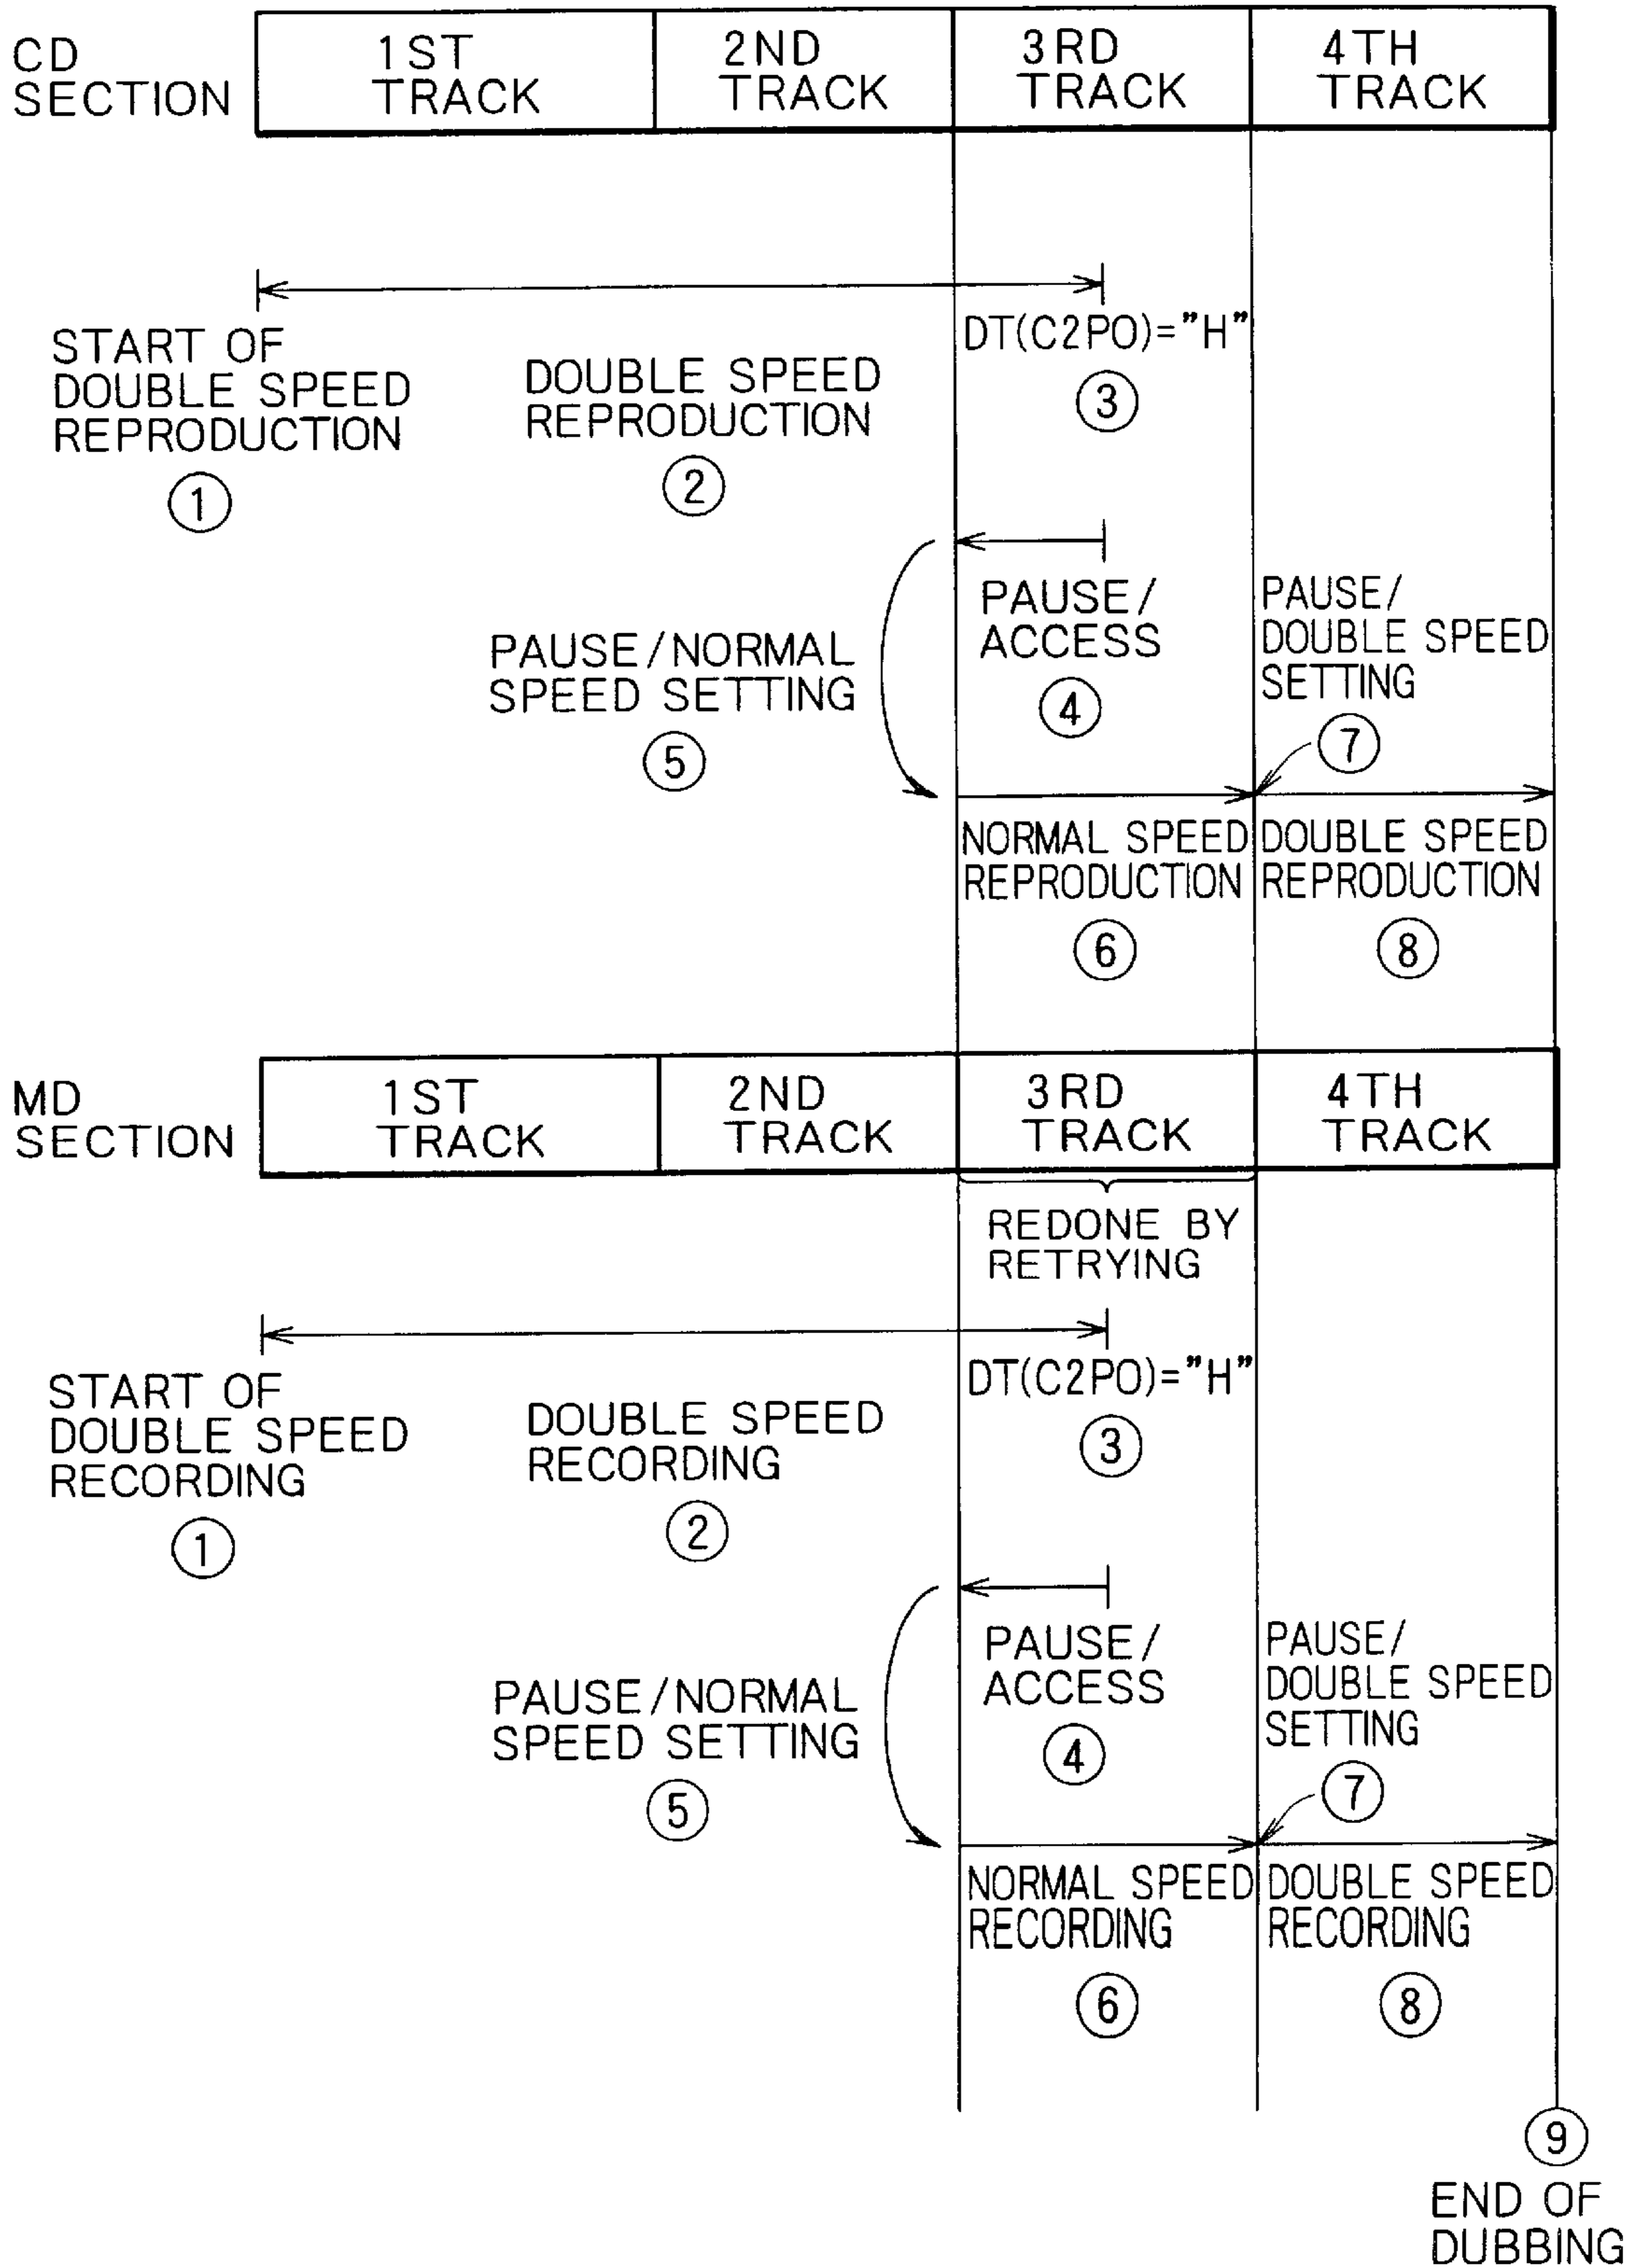 CD
SECTION
1ST
TRACK
2ND
TRACK
3RD
TRACK
4TH
TRACK
START OF
DOUBLE SPEED
REPRODUCTION
①
DOUBLE SPEED
REPRODUCTION
②
DT(C2PO)="H"
③
PAUSE/
ACCESS
④
PAUSE/NORMAL
SPEED SETTING
⑤
PAUSE/
DOUBLE SPEED
SETTING
⑦
NORMAL SPEED
REPRODUCTION
⑥
DOUBLE SPEED
REPRODUCTION
⑧
MD
SECTION
1ST
TRACK
2ND
TRACK
3RD
TRACK
4TH
TRACK
REDONE BY
RETRYING
START OF
DOUBLE SPEED
RECORDING
①
DOUBLE SPEED
RECORDING
②
DT(C2PO)="H"
③
PAUSE/
ACCESS
④
PAUSE/NORMAL
SPEED SETTING
⑤
PAUSE/
DOUBLE SPEED
SETTING
⑦
NORMAL SPEED
RECORDING
⑥
DOUBLE SPEED
RECORDING
⑧
⑨
END OF
DUBBING